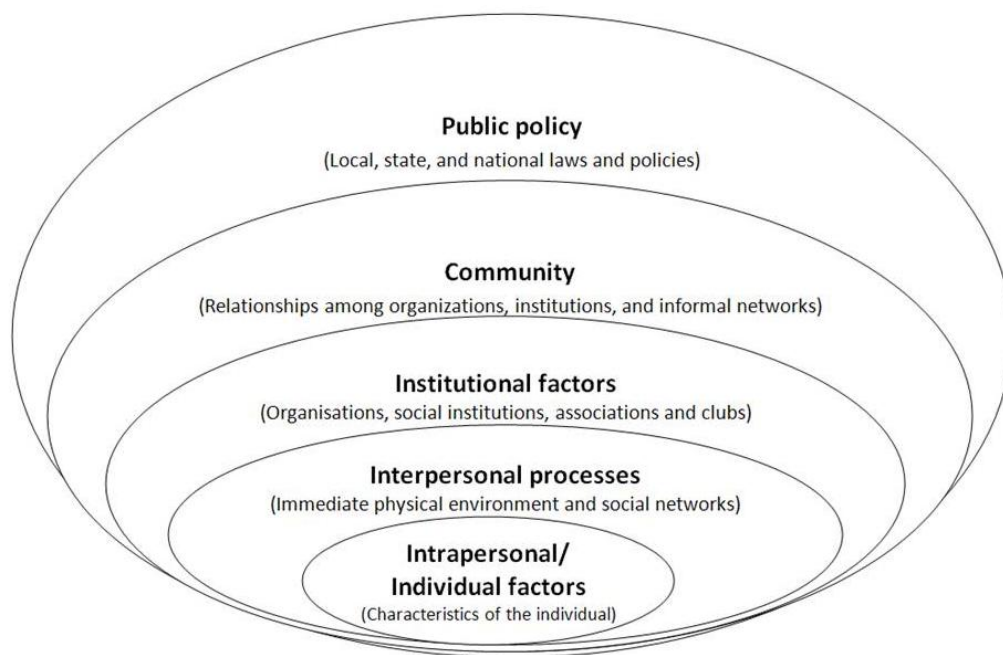 Public policy
(Local, state, and national laws and policies)
Community
(Relationships among organizations, institutions, and informal networks)
Institutional factors
(Organisations, social institutions, associations and clubs)
Interpersonal processes
(Immediate physical environment and social networks)
Intrapersonal/
Individual factors
(Characteristics of the individual)